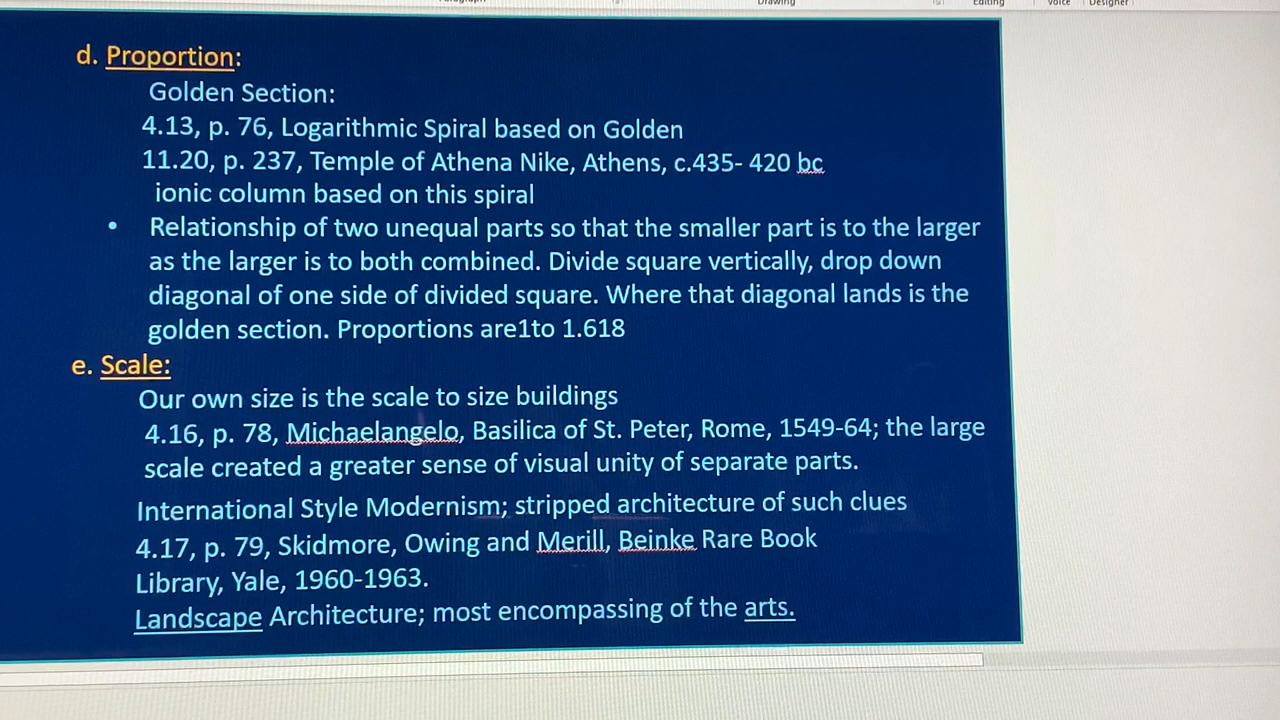 Drawing
Editing
Voice
Designer
d. Proportion:
Golden Section:
4.13, p. 76, Logarithmic Spiral based on Golden
11.20, p. 237, Temple of Athena Nike, Athens, c.435- 420 bc
ionic column based on this spiral
• Relationship of two unequal parts so that the smaller part is to the larger
as the larger is to both combined. Divide square vertically, drop down
diagonal of one side of divided square. Where that diagonal lands is the
golden section. Proportions are1to 1.618
e. Scale:
Our own size is the scale to size buildings
4.16, p. 78, Michaelangelo, Basilica of St. Peter, Rome, 1549-64; the large
scale created a greater sense of visual unity of separate parts.
International Style Modernism; stripped architecture of such clues
4.17, p. 79, Skidmore, Owing and Merill, Beinke Rare Book
Library, Yale, 1960-1963.
Landscape Architecture; most encompassing of the arts.